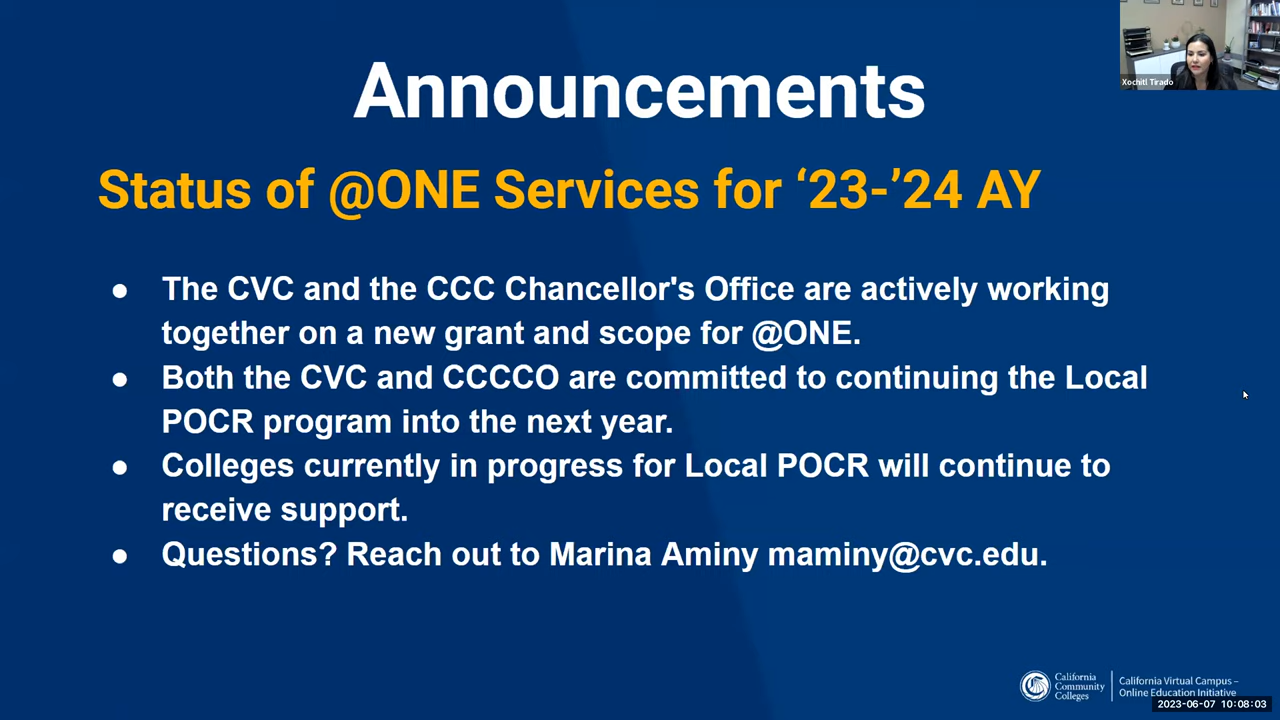 Announcements
Xochitl Tirado
Status of @ONE Services for ‘23-’24 AY
● The CVC and the CCC Chancellor's Office are actively working
together on a new grant and scope for @ONE.
● Both the CVC and CCCCO are committed to continuing the Local
POCR program into the next year.
● Colleges currently in progress for Local POCR will continue to
receive support.
● Questions? Reach out to Marina Aminy maminy@cvc.edu.
California
Community
Colleges
California Virtual Campus –
Online Education Initiative
2023-06-07 10:08:03